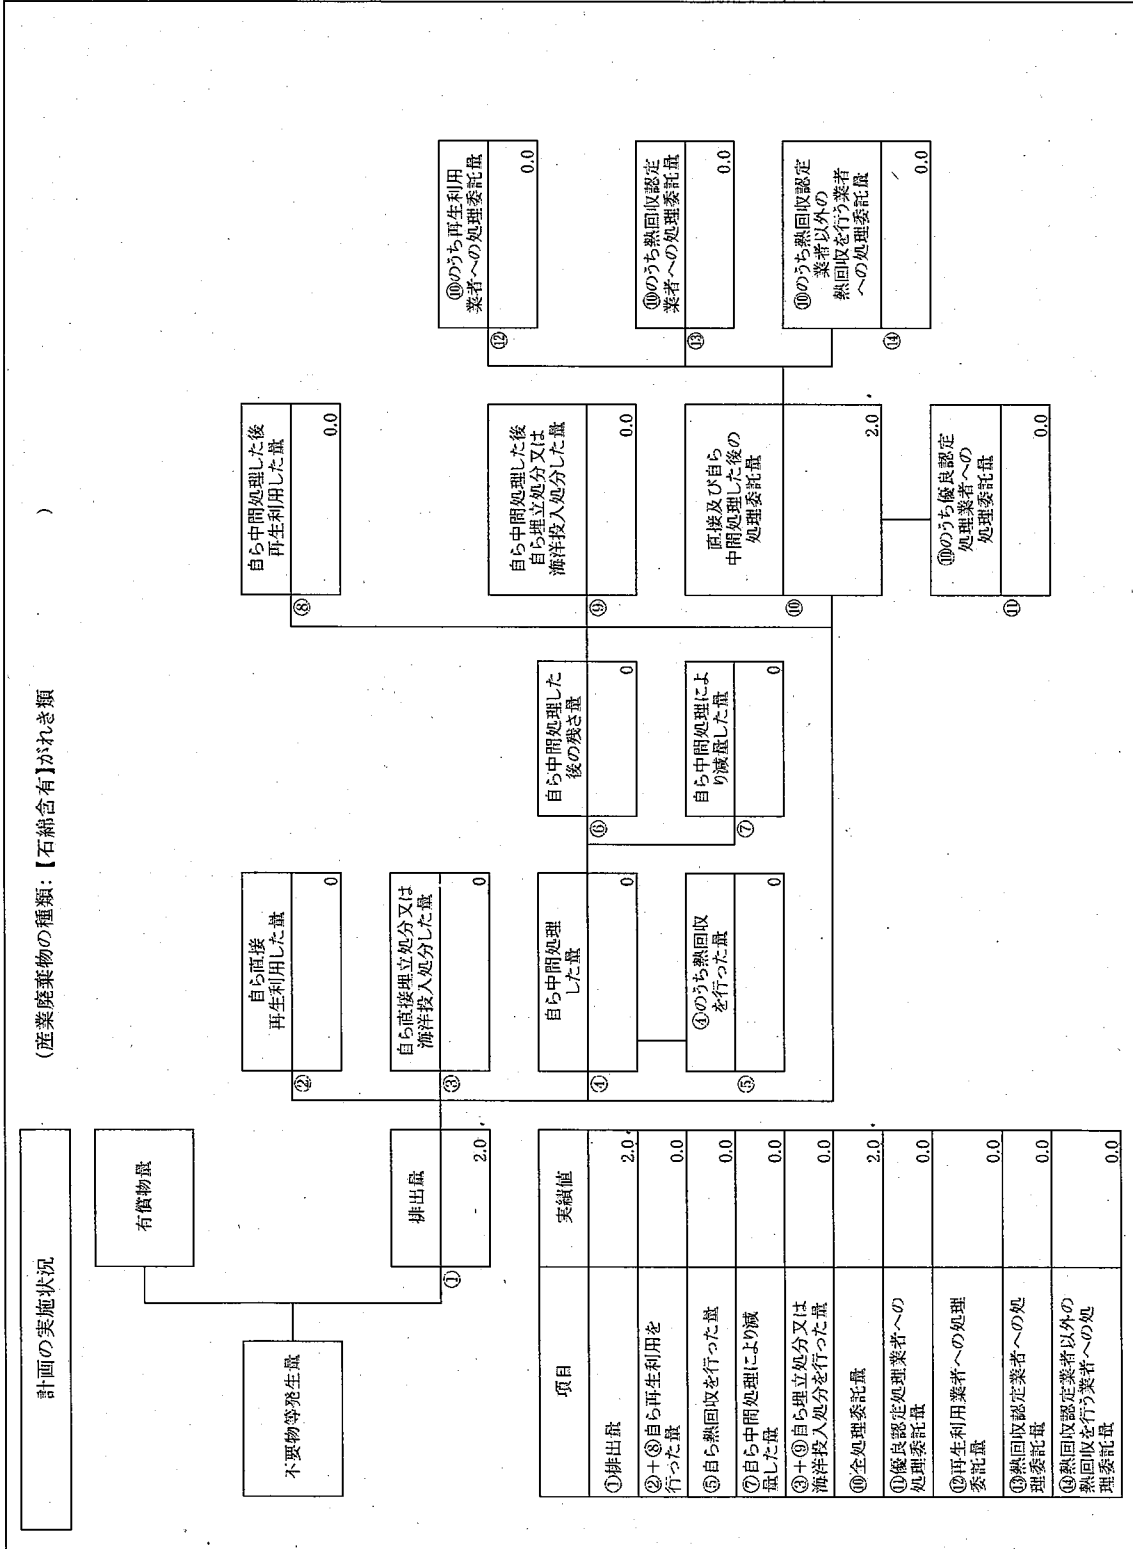 計画の実施状況
(産業廃棄物の種類:【石綿含有】がれき類　　　)
不要物等発生量
有償物量
①
排出量
2.0
②
自ら直接
再生利用した量
0
③
自ら直接埋立処分又は
海洋投入処分した量
0
④
自ら中間処理
した量
0
⑤
④のうち熱回収
を行った量
0
⑥
自ら中間処理した
後の残さ量
0
⑦
自ら中間処理によ
り減量した量
0
⑧
自ら中間処理した後
再生利用した量
0.0
⑨
自ら中間処理した後
自ら埋立処分又は
海洋投入処分した量
0.0
⑩
直接及び自ら
中間処理した後の
処理委託量
2.0
⑪
⑩のうち優良認定
処理業者への
処理委託量
0.0
⑫
⑩のうち再生利用
業者への処理委託量
0.0
⑬
⑩のうち熱回収認定
業者への処理委託量
0.0
⑭
⑩のうち熱回収認定
業者以外の
熱回収を行う業者
への処理委託量
0.0
項目 実績値
①排出量 2.0
②+⑧自ら再生利用を
行った量 0.0
⑤自ら熱回収を行った量 0.0
⑦自ら中間処理により減
量した量 0.0
③+⑨自ら埋立処分又は
海洋投入処分を行った量 0.0
⑩全処理委託量 2.0
⑪優良認定処理業者への
処理委託量 0.0
⑫再生利用業者への処理
委託量 0.0
⑬熱回収認定業者への処
理委託量 0.0
⑭熱回収認定業者以外の
熱回収を行う業者への処
理委託量 0.0